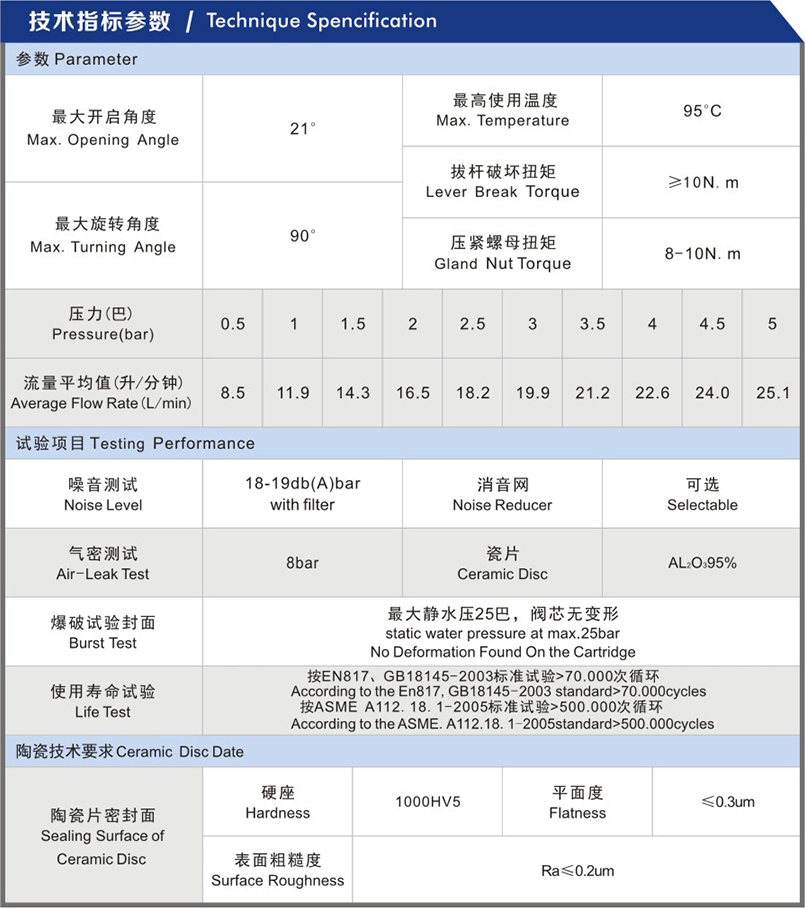 技术指标参数 / Technique Spencification
参数 Parameter
最大开启角度
Max. Opening Angle
21°
最高使用温度
Max. Temperature
95°C
拔杆破坏扭矩
Lever Break Torque
≥10N. m
最大旋转角度
Max. Turning Angle
90°
压紧螺母扭矩
Gland Nut Torque
8-10N. m
压力(巴)
Pressure(bar)
0.5 1 1.5 2 2.5 3 3.5 4 4.5 5
流量平均值(升/分钟)
Average Flow Rate(L/min)
8.5 11.9 14.3 16.5 18.2 19.9 21.2 22.6 24.0 25.1
试验项目 Testing Performance
噪音测试
Noise Level
18-19db(A)bar
with filter
消音网
Noise Reducer
可选
Selectable
气密测试
Air-Leak Test
8bar
瓷片
Ceramic Disc
AL₂O₃95%
爆破试验封面
Burst Test
最大静水压25巴，阀芯无变形
static water pressure at max.25bar
No Deformation Found On the Cartridge
使用寿命试验
Life Test
按EN817、GB18145-2003标准试验>70.000次循环
According to the En817, GB18145-2003 standard>70.000cycles
按ASME A112. 18. 1-2005标准试验>500.000次循环
According to the ASME. A112.18. 1-2005standard>500.000cycles
陶瓷技术要求 Ceramic Disc Date
陶瓷片密封面
Sealing Surface of
Ceramic Disc
硬座
Hardness
1000HV5
平面度
Flatness
≤0.3um
表面粗糙度
Surface Roughness
Ra≤0.2um